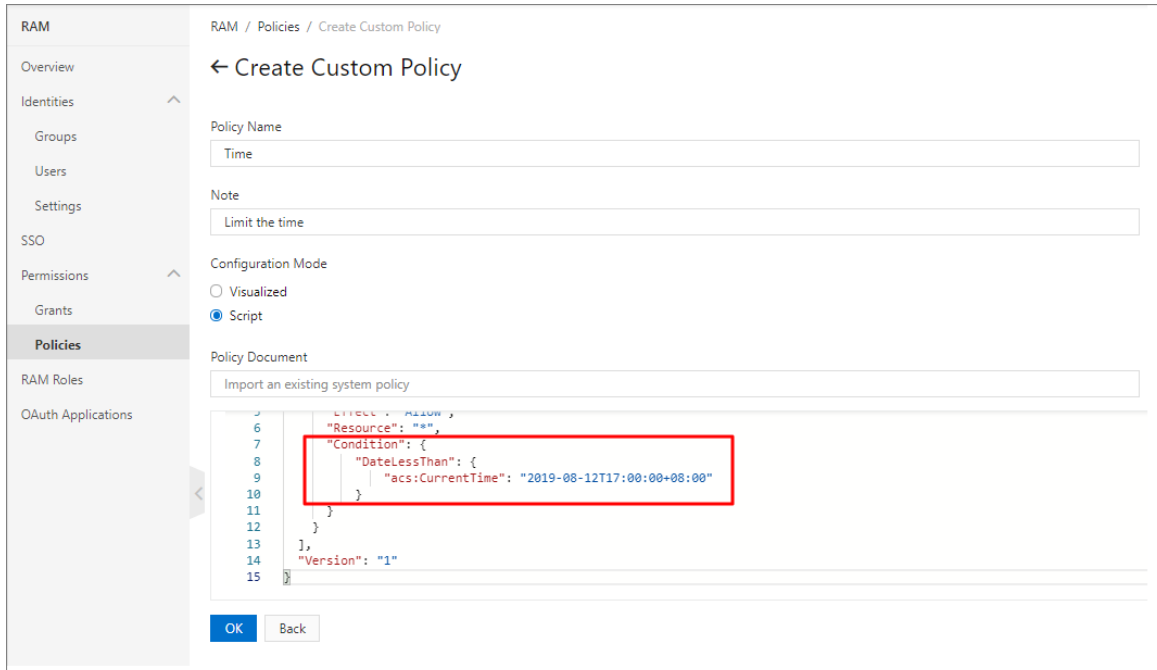 RAM
Overview
Identities
Groups
Users
Settings
SSO
Permissions
Grants
Policies
RAM Roles
OAuth Applications
RAM / Policies / Create Custom Policy
← Create Custom Policy
Policy Name
Time
Note
Limit the time
Configuration Mode
Visualized
Script
Policy Document
Import an existing system policy
5 "Effect": "Allow",
6 "Resource": "*",
7 "Condition": {
8 "DateLessThan": {
9 "acs:CurrentTime": "2019-08-12T17:00:00+08:00"
10 }
11 }
12 }
13 ],
14 "Version": "1"
15 }
OK Back